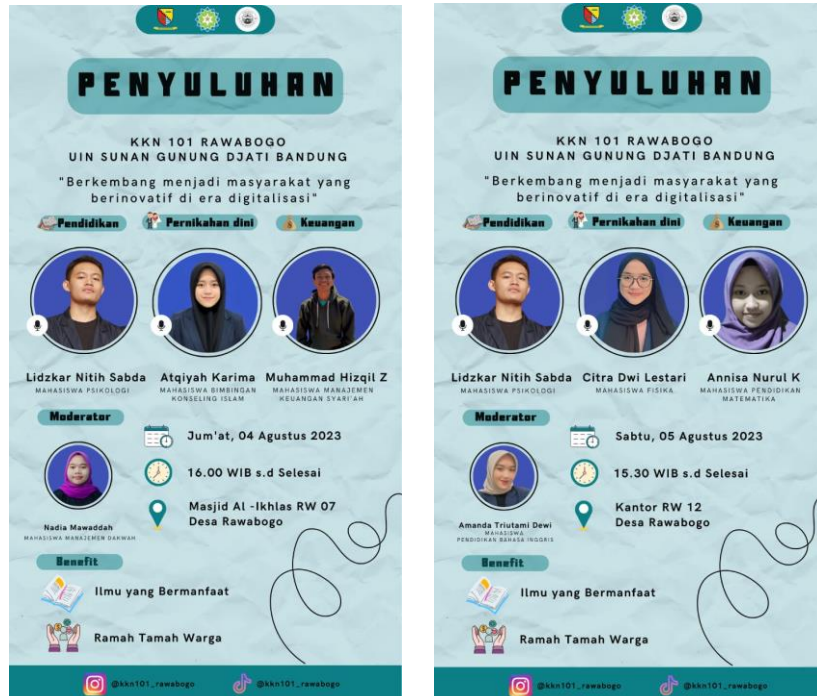 PENYULUHAN
KKN 101 RAWABOGO
UIN SUNAN GUNUNG DJATI BANDUNG
"Berkembang menjadi masyarakat yang
berinovatif di era digitalisasi"
Pendidikan
Pernikahan dini
Keuangan
Lidzkar Nitih Sabda
MAHASISWA PSIKOLOGI
Atqiyah Karima
MAHASISWA BIMBINGAN
KONSELING ISLAM
Muhammad Hizqil Z
MAHASISWA MANAJEMEN
KEUANGAN SYARI'AH
Moderator
Nadia Mawaddah
MAHASISWA MANAJEMEN DAKWAH
Jum'at, 04 Agustus 2023
16.00 WIB s.d Selesai
Masjid Al -Ikhlas RW 07
Desa Rawabogo
Benefit
Ilmu yang Bermanfaat
Ramah Tamah Warga
@kkn101_rawabogo
@kkn101_rawabogo
PENYULUHAN
KKN 101 RAWABOGO
UIN SUNAN GUNUNG DJATI BANDUNG
"Berkembang menjadi masyarakat yang
berinovatif di era digitalisasi"
Pendidikan
Pernikahan dini
Keuangan
Lidzkar Nitih Sabda
MAHASISWA PSIKOLOGI
Citra Dwi Lestari
MAHASISWA FISIKA
Annisa Nurul K
MAHASISWA PENDIDIKAN
MATEMATIKA
Moderator
Amanda Triutami Dewi
MAHASISWA
PENDIDIKAN BAHASA INGGRIS
Sabtu, 05 Agustus 2023
15.30 WIB s.d Selesai
Kantor RW 12
Desa Rawabogo
Benefit
Ilmu yang Bermanfaat
Ramah Tamah Warga
@kkn101_rawabogo
@kkn101_rawabogo